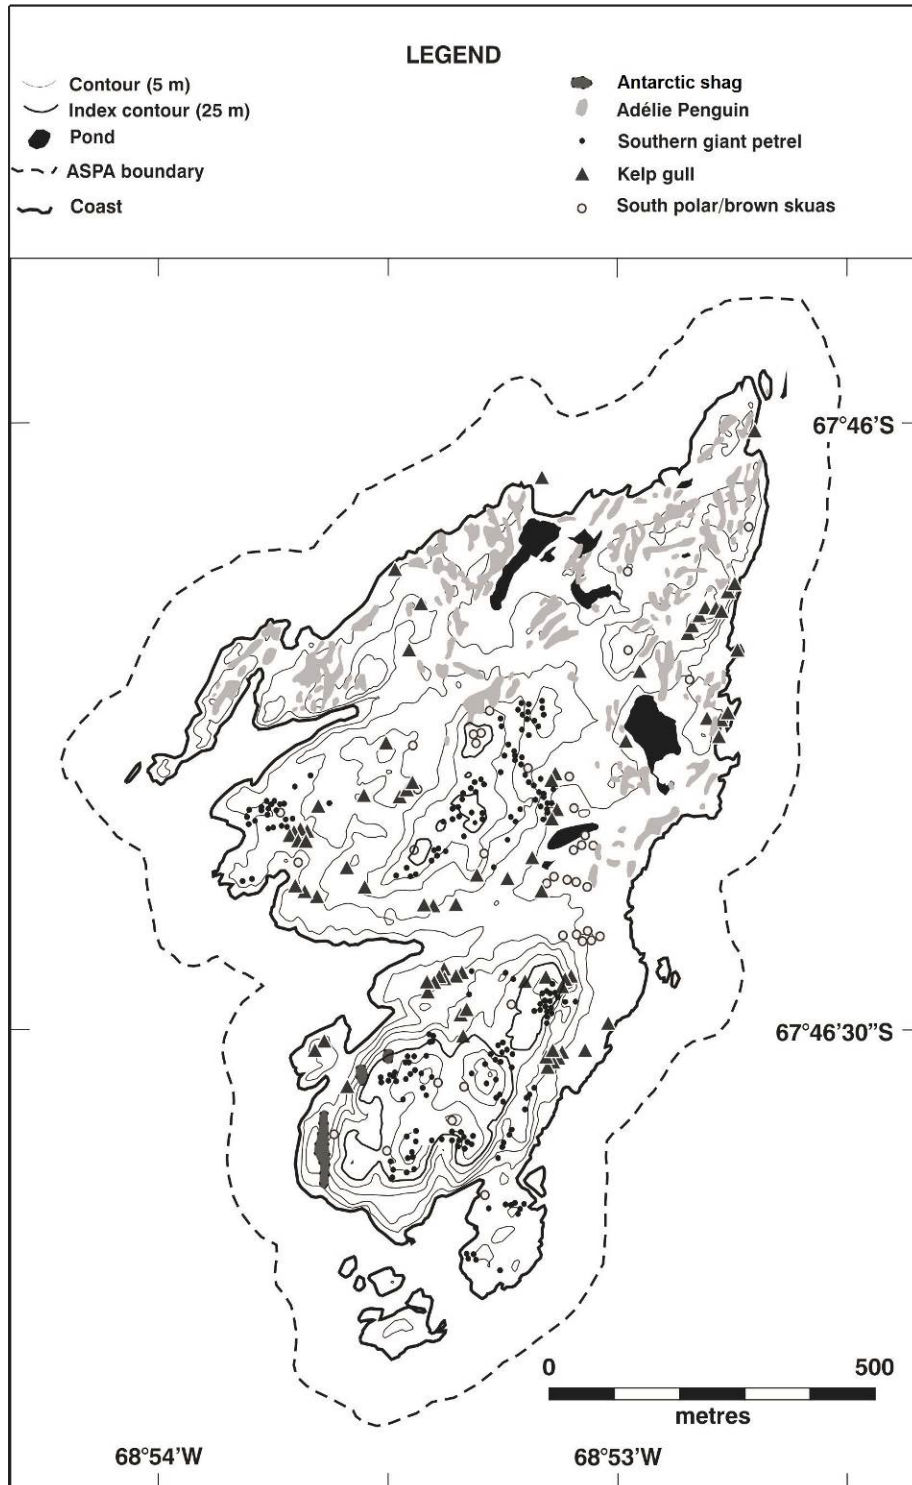 LEGEND
Contour (5 m)
Index contour (25 m)
Pond
ASPA boundary
Coast
Antarctic shag
Adélie Penguin
Southern giant petrel
Kelp gull
South polar/brown skuas
67°46'S
67°46'30"S
0 500
metres
68°54'W 68°53'W